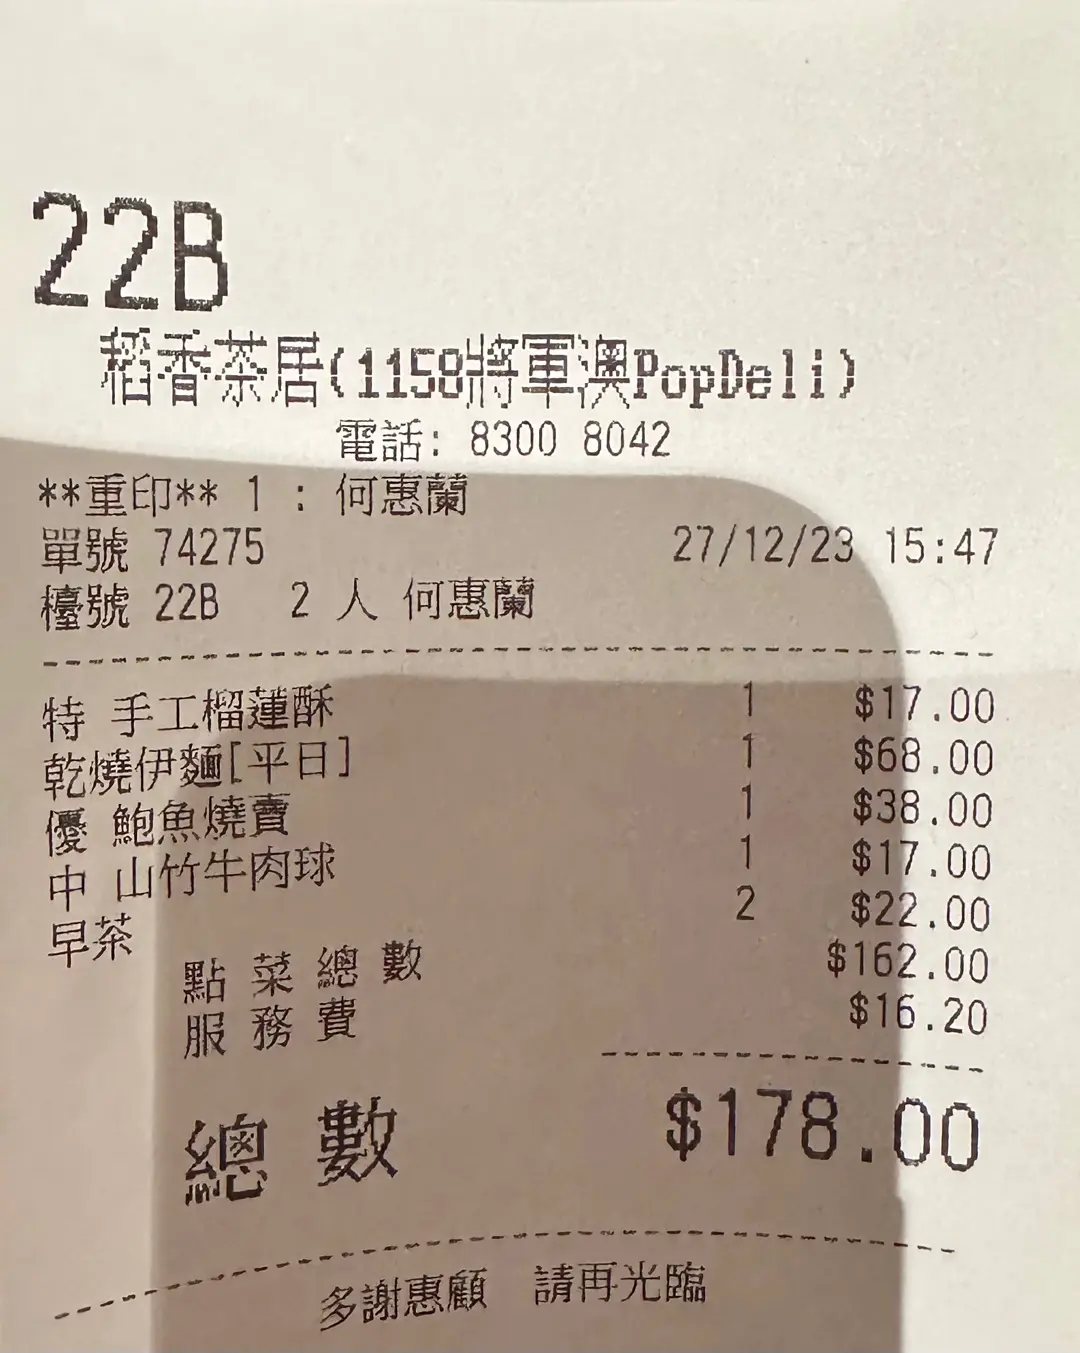 22B
稻香茶居(1158將軍澳PopDeli)
電話: 8300 8042
**重印** 1 : 何惠蘭
單號 74275 27/12/23 15:47
檯號 22B 2 人 何惠蘭
特 手工榴蓮酥 1 $17.00
乾燒伊麵[平日] 1 $68.00
優 鮑魚燒賣 1 $38.00
中 山竹牛肉球 1 $17.00
早茶 2 $22.00
點 菜 總 數 $162.00
服 務 費 $16.20
總 數 $178.00
多謝惠顧 請再光臨